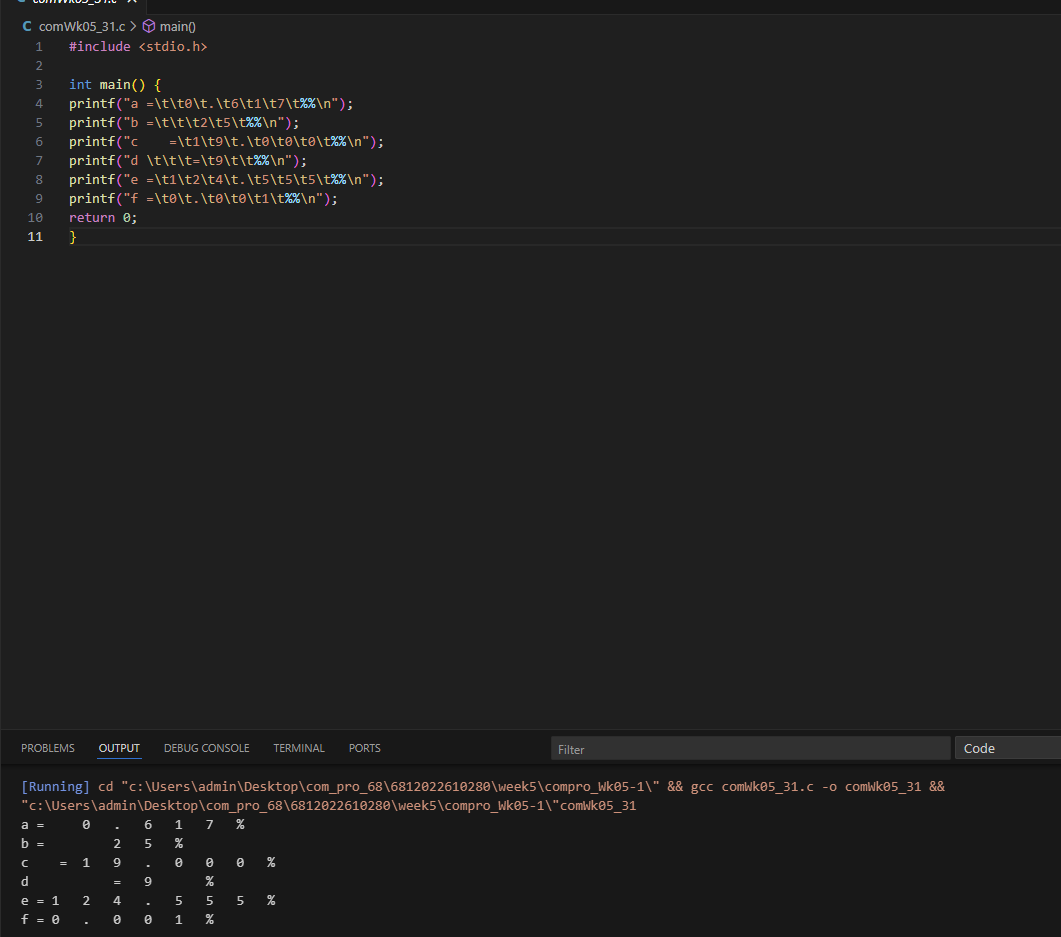 comWk05_31.c
C comWk05_31.c > main()
1 #include <stdio.h>
2
3 int main() {
4 printf("a =\t\t0\t.\t6\t1\t7\t%%\n");
5 printf("b =\t\t\t2\t5\t%%\n");
6 printf("c    =\t1\t9\t.\t0\t0\t0\t%%\n");
7 printf("d \t\t\t=\t9\t\t%%\n");
8 printf("e =\t1\t2\t4\t.\t5\t5\t5\t%%\n");
9 printf("f =\t0\t.\t0\t0\t1\t%%\n");
10 return 0;
11 }
PROBLEMS OUTPUT DEBUG CONSOLE TERMINAL PORTS Filter Code
[Running] cd "c:\Users\admin\Desktop\com_pro_68\6812022610280\week5\compro_Wk05-1\" && gcc comWk05_31.c -o comWk05_31 &&
"c:\Users\admin\Desktop\com_pro_68\6812022610280\week5\compro_Wk05-1\"comWk05_31
a =     0   .   6   1   7   %
b =         2   5   %
c    =  1   9   .   0   0   0   %
d           =   9       %
e = 1   2   4   .   5   5   5   %
f = 0   .   0   0   1   %